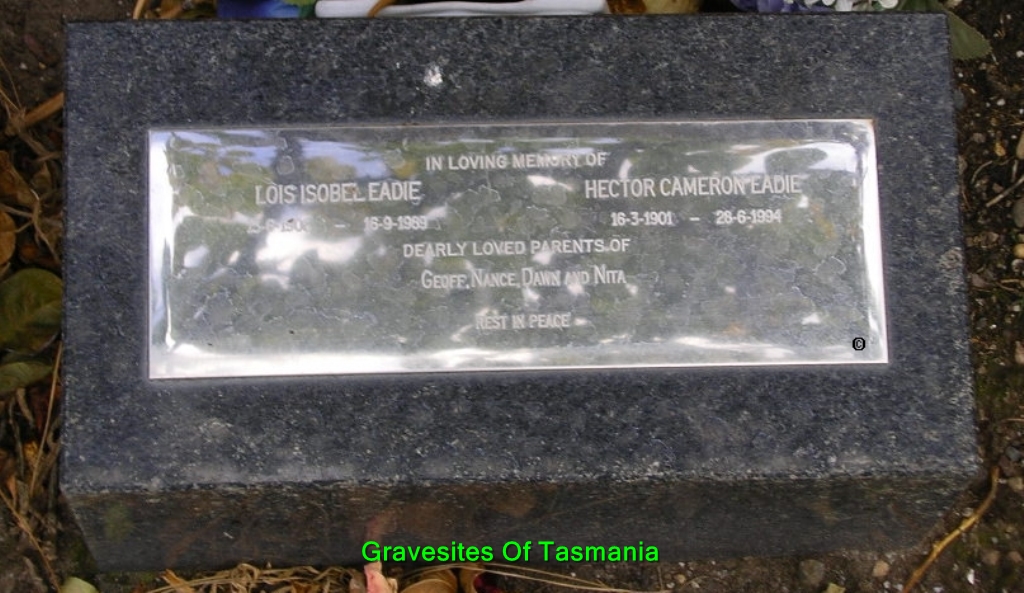 IN LOVING MEMORY OF
LOIS ISOBEL EADIE HECTOR CAMERON EADIE
– 16-9-1969 16-3-1901 – 28-6-1994
DEARLY LOVED PARENTS OF
GEOFF, NANCE, DAWN AND NITA
REST IN PEACE
©
Gravesites Of Tasmania